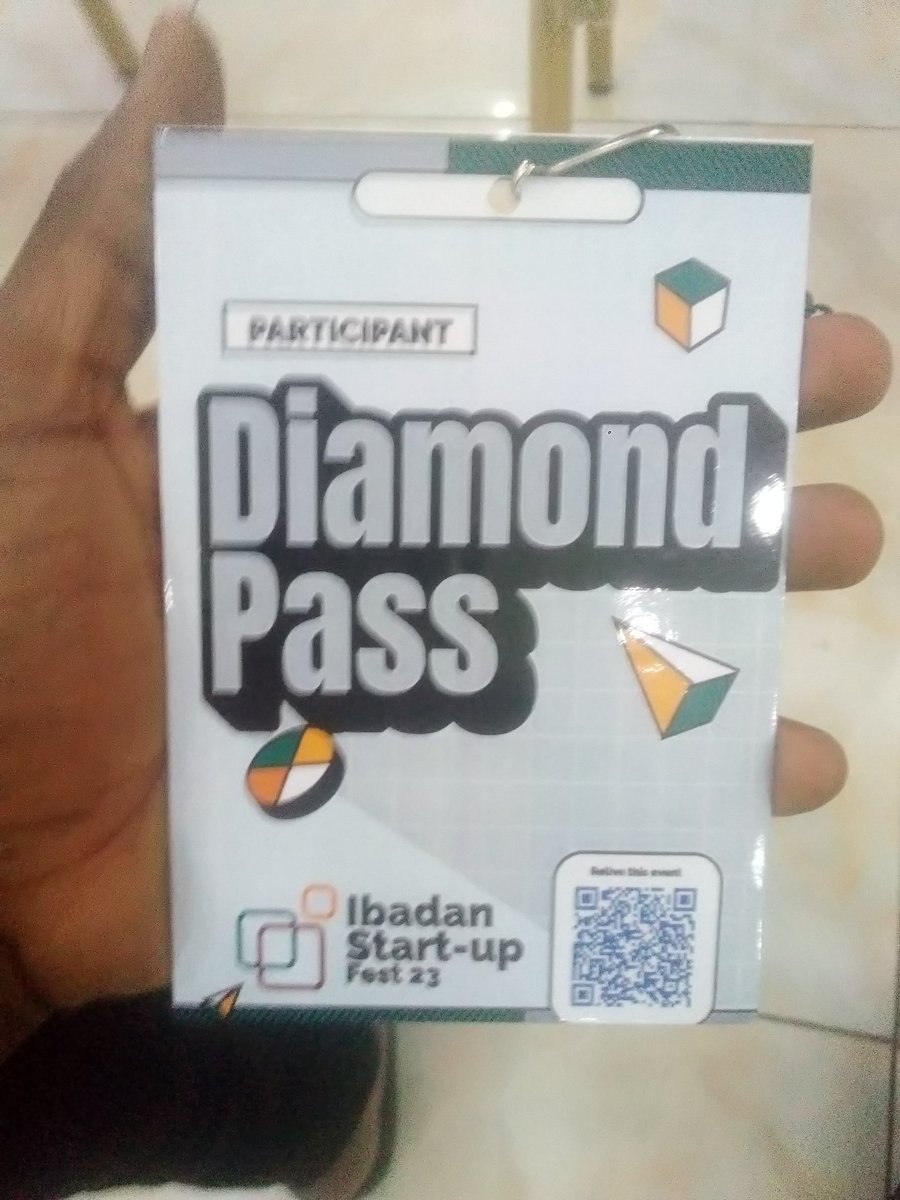 PARTICIPANT
Diamond
Pass
Relive this event
Ibadan
Start-up
Fest 23